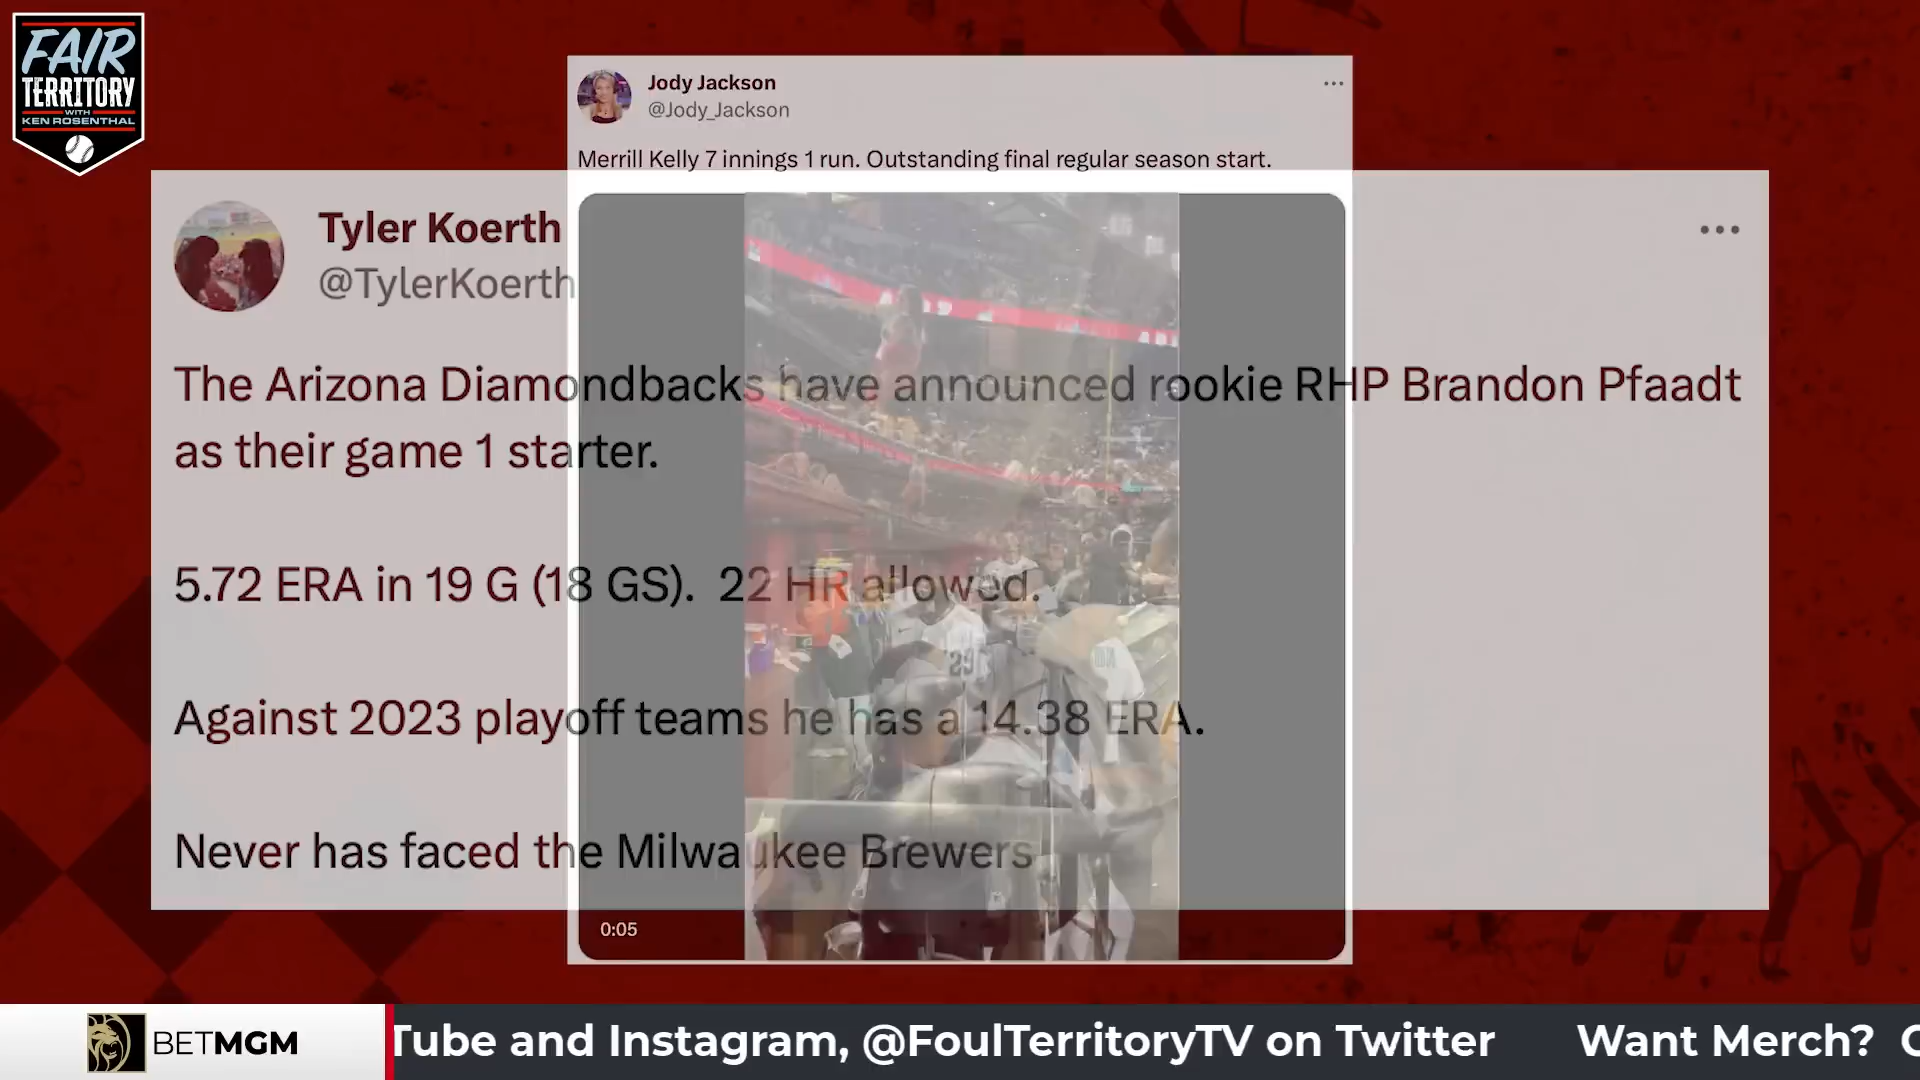 FAIR
TERRITORY
WITH
KEN ROSENTHAL
Jody Jackson
@Jody_Jackson
Merrill Kelly 7 innings 1 run. Outstanding final regular season start.
Tyler Koerth
@TylerKoerth
The Arizona Diamondbacks have announced rookie RHP Brandon Pfaadt
as their game 1 starter.
5.72 ERA in 19 G (18 GS). 22 HR allowed.
29
Against 2023 playoff teams he has a 14.38 ERA.
Never has faced the Milwaukee Brewers
0:05
BETMGM
Tube and Instagram, @FoulTerritoryTV on Twitter Want Merch?